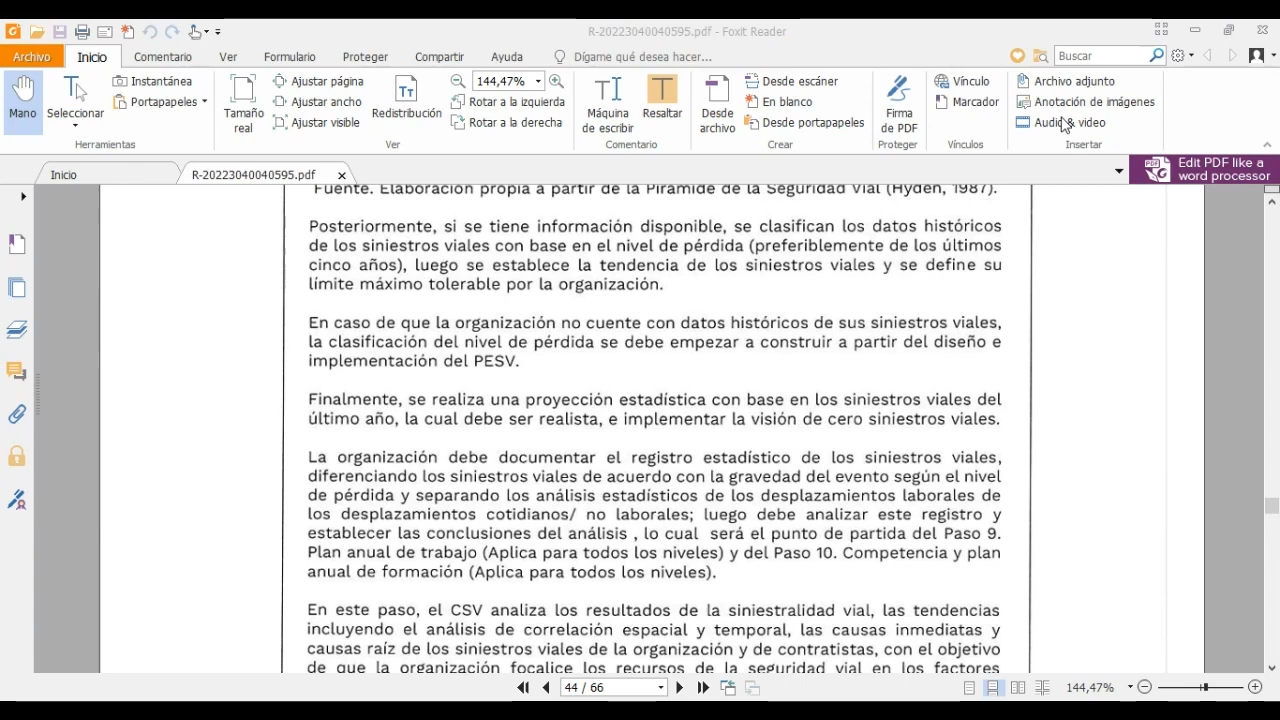 R-20223040040595.pdf - Foxit Reader
Archivo Inicio Comentario Ver Formulario Proteger Compartir Ayuda Dígame qué desea hacer... Buscar
Mano
Seleccionar
Instantánea
Portapapeles
Herramientas
Tamaño
real
Ajustar página
Ajustar ancho
Ajustar visible
Redistribución
144,47%
Rotar a la izquierda
Rotar a la derecha
Ver
Máquina
de escribir
Resaltar
Comentario
Desde
archivo
Desde escáner
En blanco
Desde portapapeles
Crear
Firma
de PDF
Proteger
Vínculo
Marcador
Vínculos
Archivo adjunto
Anotación de imágenes
Audio & video
Insertar
Inicio
R-20223040040595.pdf
Edit PDF like a
word processor
Fuente. Elaboración propia a partir de la Pirámide de la Seguridad Vial (Hyden, 1987).
Posteriormente, si se tiene información disponible, se clasifican los datos históricos
de los siniestros viales con base en el nivel de pérdida (preferiblemente de los últimos
cinco años), luego se establece la tendencia de los siniestros viales y se define su
límite máximo tolerable por la organización.
En caso de que la organización no cuente con datos históricos de sus siniestros viales,
la clasificación del nivel de pérdida se debe empezar a construir a partir del diseño e
implementación del PESV.
Finalmente, se realiza una proyección estadística con base en los siniestros viales del
último año, la cual debe ser realista, e implementar la visión de cero siniestros viales.
La organización debe documentar el registro estadístico de los siniestros viales,
diferenciando los siniestros viales de acuerdo con la gravedad del evento según el nivel
de pérdida y separando los análisis estadísticos de los desplazamientos laborales de
los desplazamientos cotidianos/ no laborales; luego debe analizar este registro y
establecer las conclusiones del análisis , lo cual será el punto de partida del Paso 9.
Plan anual de trabajo (Aplica para todos los niveles) y del Paso 10. Competencia y plan
anual de formación (Aplica para todos los niveles).
En este paso, el CSV analiza los resultados de la siniestralidad vial, las tendencias
incluyendo el análisis de correlación espacial y temporal, las causas inmediatas y
causas raíz de los siniestros viales de la organización y de contratistas, con el objetivo
de que la organización focalice los recursos de la seguridad vial en los factores
44 / 66
144,47%